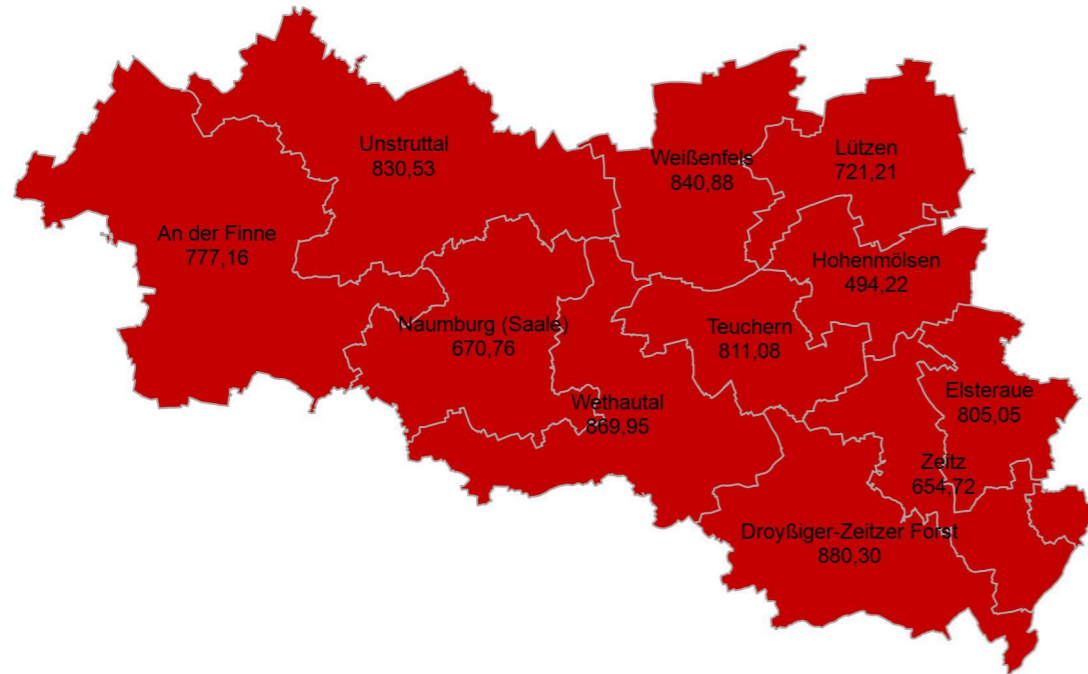 Unstruttal
830,53
Weißenfels
840,88
Lützen
721,21
An der Finne
777,16
Hohenmölsen
494,22
Naumburg (Saale)
670,76
Teuchern
811,08
Wethautal
869,95
Elsteraue
805,05
Zeitz
654,72
Droyßiger-Zeitzer Forst
880,30